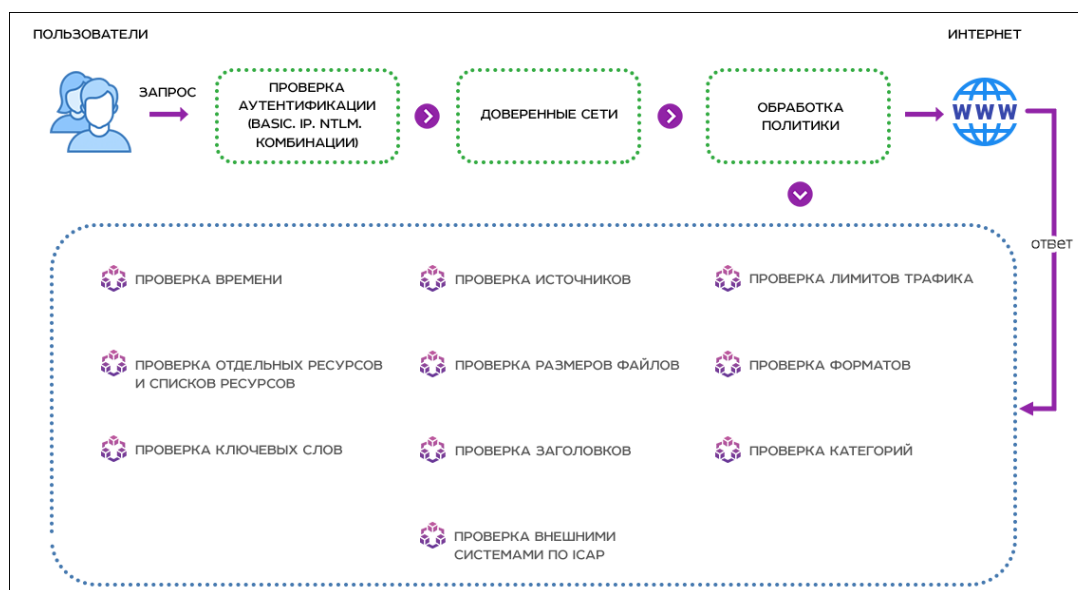 ПОЛЬЗОВАТЕЛИ
ИНТЕРНЕТ
ЗАПРОС
ПРОВЕРКА
АУТЕНТИФИКАЦИИ
(BASIC. IP. NTLM.
КОМБИНАЦИИ)
ДОВЕРЕННЫЕ СЕТИ
ОБРАБОТКА
ПОЛИТИКИ
WWW
ответ
ПРОВЕРКА ВРЕМЕНИ
ПРОВЕРКА ИСТОЧНИКОВ
ПРОВЕРКА ЛИМИТОВ ТРАФИКА
ПРОВЕРКА ОТДЕЛЬНЫХ РЕСУРСОВ
И СПИСКОВ РЕСУРСОВ
ПРОВЕРКА РАЗМЕРОВ ФАЙЛОВ
ПРОВЕРКА ФОРМАТОВ
ПРОВЕРКА КЛЮЧЕВЫХ СЛОВ
ПРОВЕРКА ЗАГОЛОВКОВ
ПРОВЕРКА КАТЕГОРИЙ
ПРОВЕРКА ВНЕШНИМИ
СИСТЕМАМИ ПО ICAP